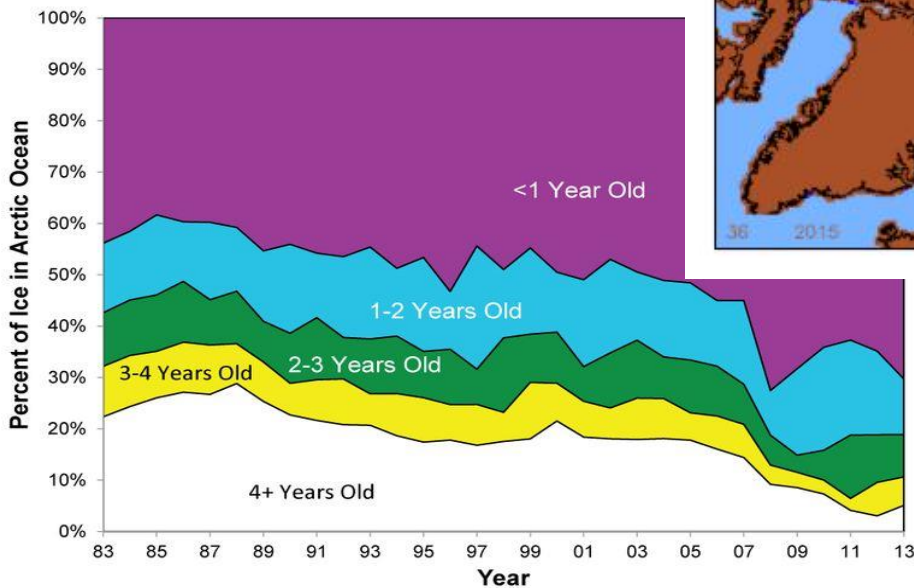 100%
90%
80%
70%
60%
50%
40%
30%
20%
10%
0%
Percent of Ice in Arctic Ocean
<1 Year Old
1-2 Years Old
2-3 Years Old
3-4 Years Old
4+ Years Old
83 85 87 89 91 93 95 97 99 01 03 05 07 09 11 13
Year
36 2015